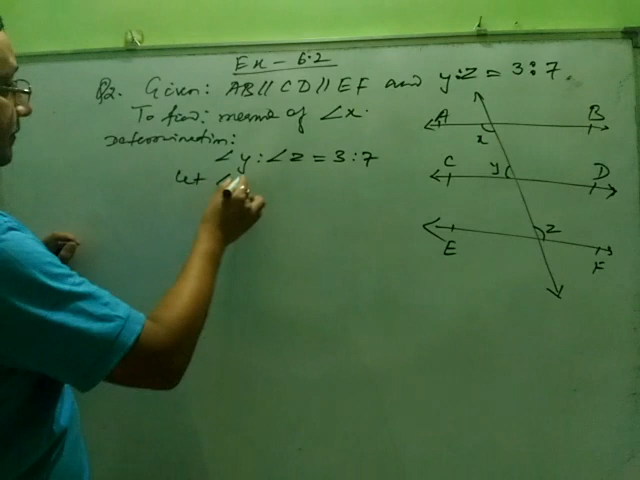 Ex - 6.2
Q2. Given: AB // CD // EF and y:z = 3:7.
To find: measure of ∠x.
Determination:
∠y : ∠z = 3:7
Let ∠
A B
x
C y D
z
E F